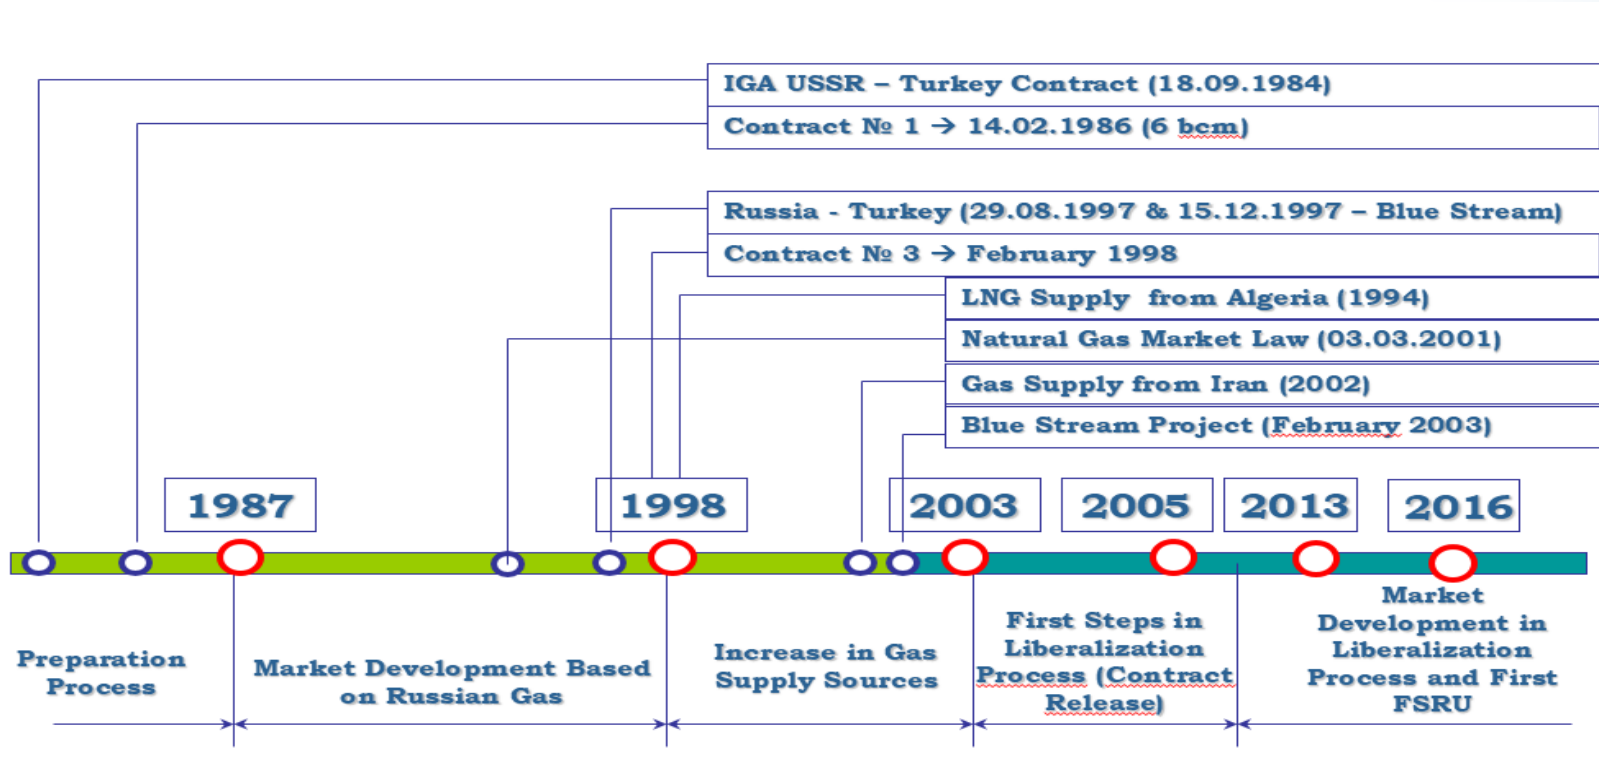 IGA USSR – Turkey Contract (18.09.1984)
Contract № 1 → 14.02.1986 (6 bcm)
Russia - Turkey (29.08.1997 & 15.12.1997 – Blue Stream)
Contract № 3 → February 1998
LNG Supply  from Algeria (1994)
Natural Gas Market Law (03.03.2001)
Gas Supply from Iran (2002)
Blue Stream Project (February 2003)
1987
1998
2003
2005
2013
2016
Preparation
Process
Market Development Based
on Russian Gas
Increase in Gas
Supply Sources
First Steps in
Liberalization
Process (Contract
Release)
Market
Development in
Liberalization
Process and First
FSRU